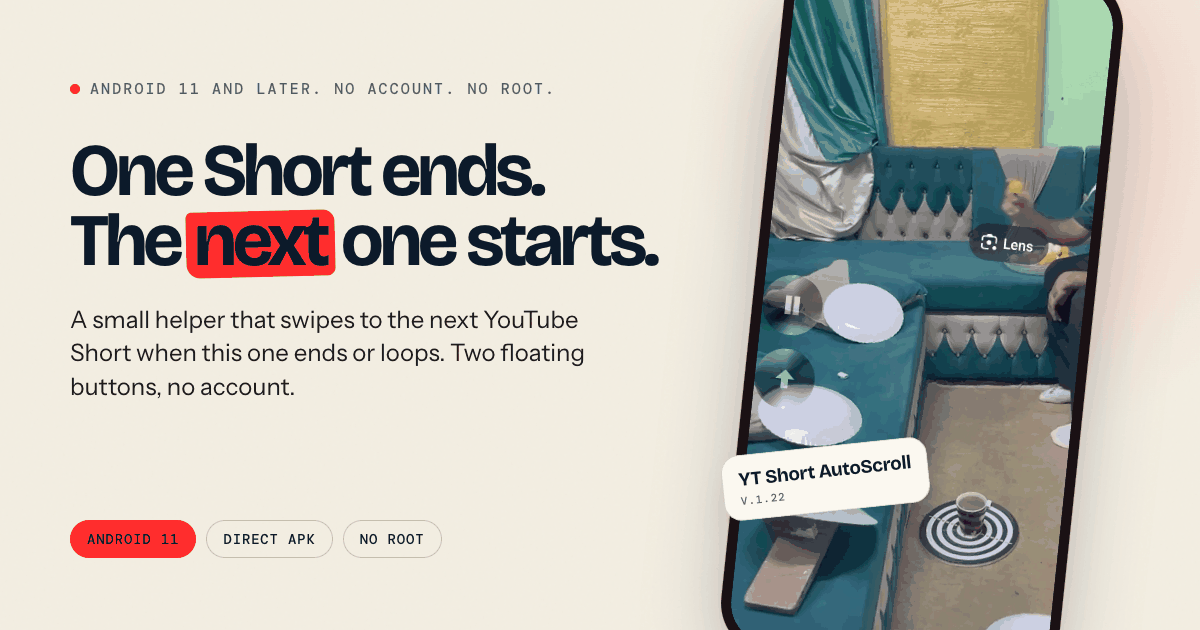 ANDROID 11 AND LATER. NO ACCOUNT. NO ROOT.
One Short ends.
The next one starts.
A small helper that swipes to the next YouTube
Short when this one ends or loops. Two floating
buttons, no account.
ANDROID 11
DIRECT APK
NO ROOT
Lens
YT Short AutoScroll
V.1.22